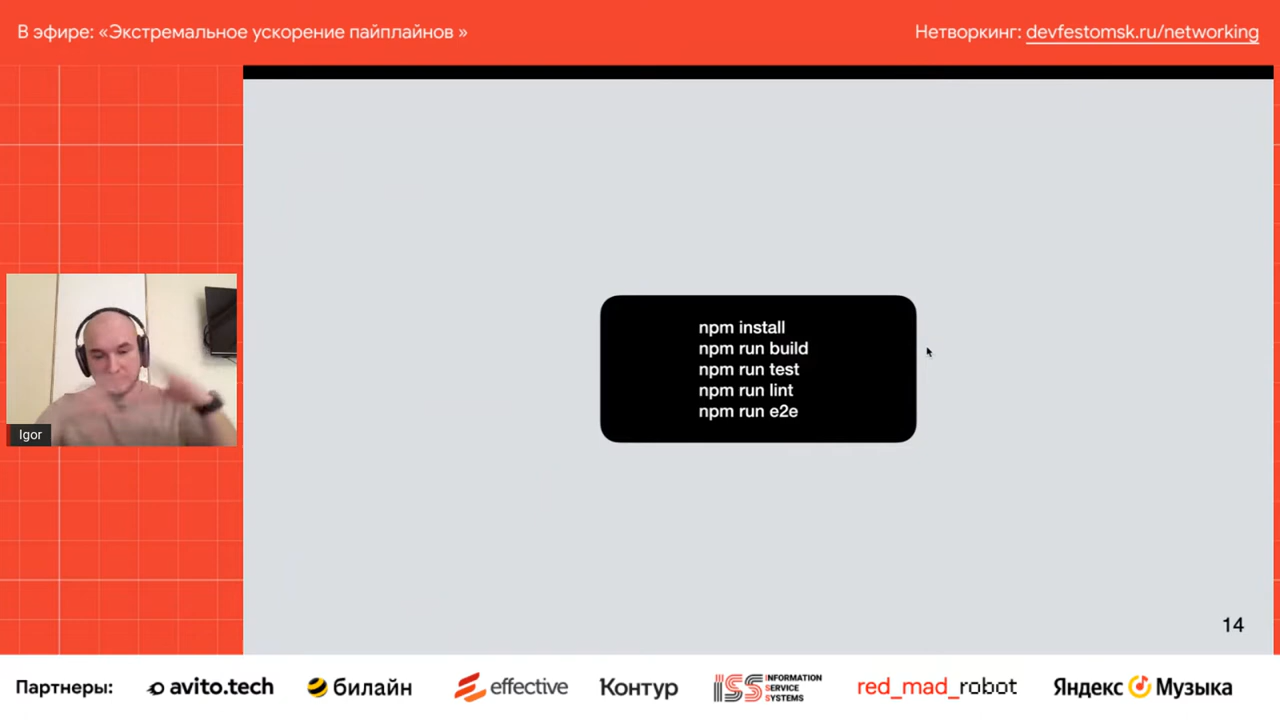 В эфире: «Экстремальное ускорение пайплайнов »
Нетворкинг: devfestomsk.ru/networking
npm install
npm run build
npm run test
npm run lint
npm run e2e
Igor
14
Партнеры: avito.tech билайн effective Контур ISS INFORMATION SERVICE SYSTEMS red_mad_robot Яндекс Музыка